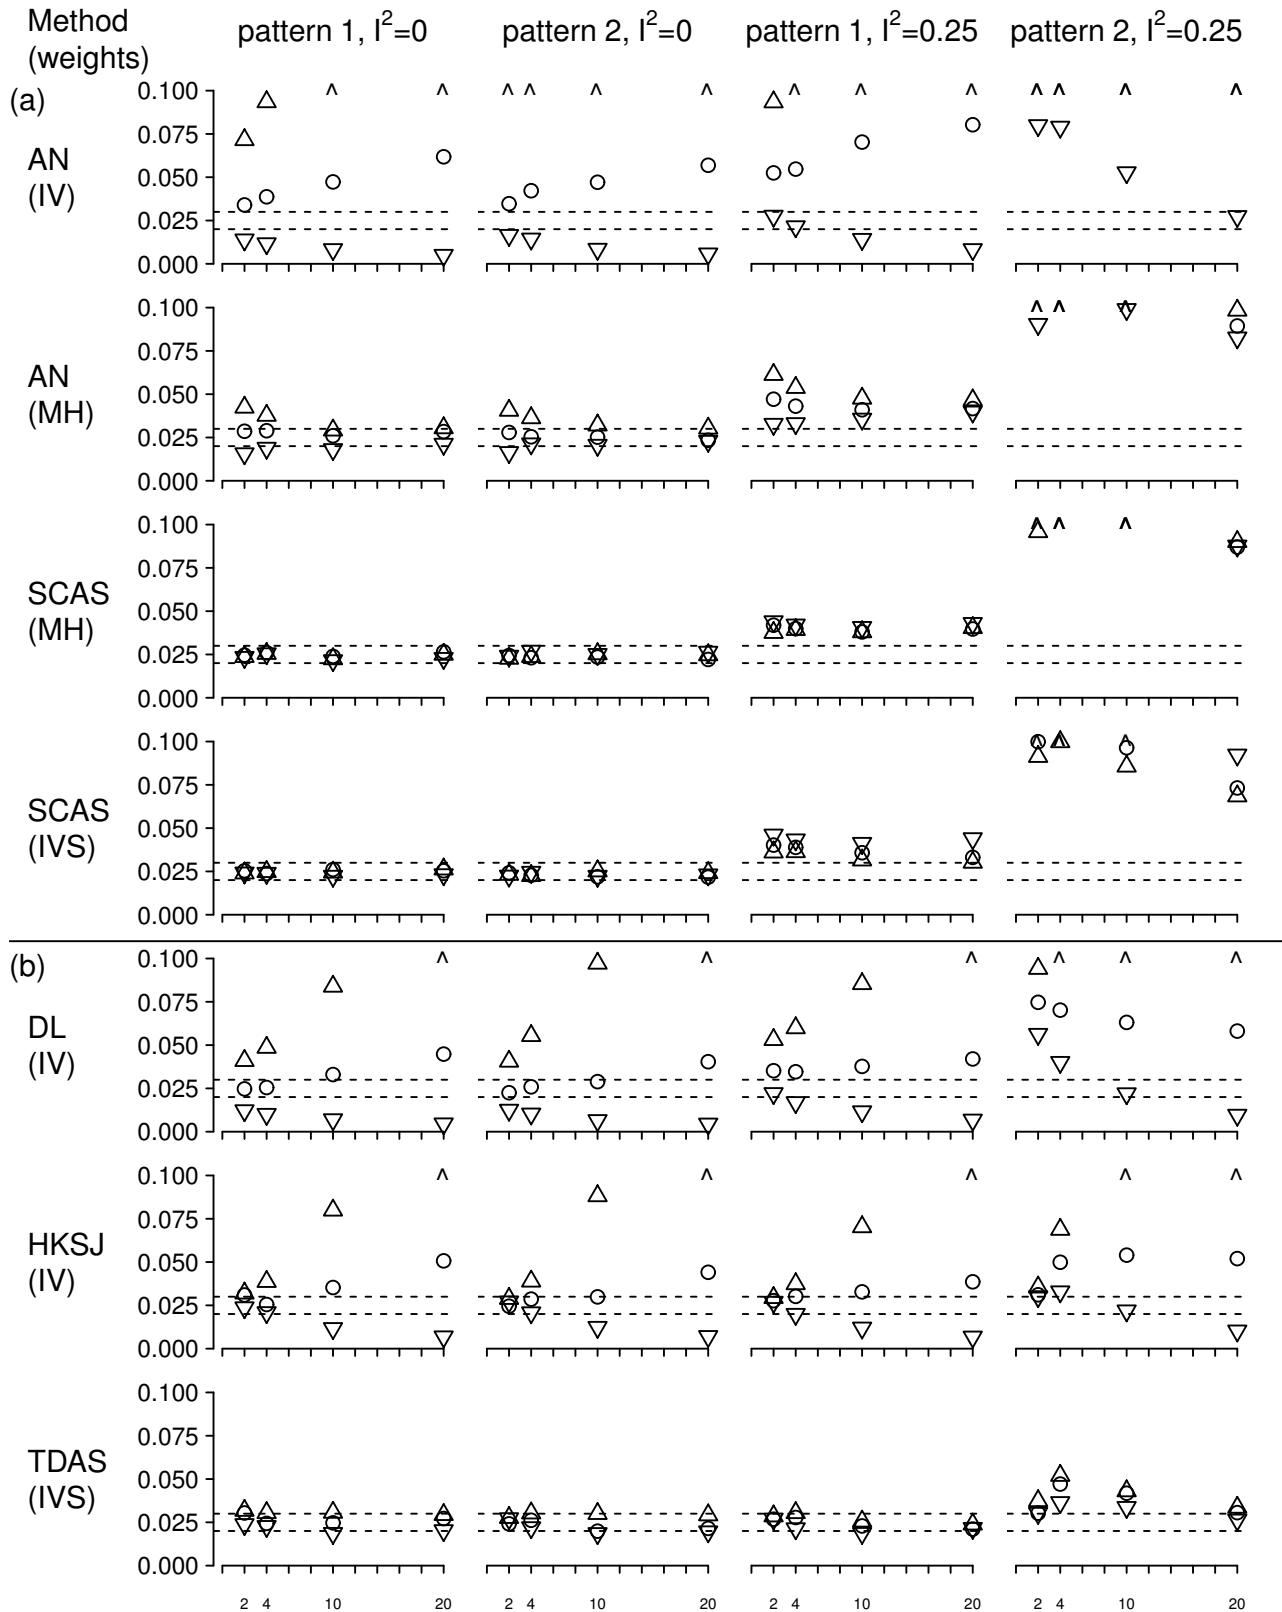 Method (weights)
pattern 1, I²=0
pattern 2, I²=0
pattern 1, I²=0.25
pattern 2, I²=0.25
(a)
AN (IV)
0.100
0.075
0.050
0.025
0.000
AN (MH)
0.100
0.075
0.050
0.025
0.000
SCAS (MH)
0.100
0.075
0.050
0.025
0.000
SCAS (IVS)
0.100
0.075
0.050
0.025
0.000
(b)
DL (IV)
0.100
0.075
0.050
0.025
0.000
HKSJ (IV)
0.100
0.075
0.050
0.025
0.000
TDAS (IVS)
0.100
0.075
0.050
0.025
0.000
2 4 10 20 2 4 10 20 2 4 10 20 2 4 10 20